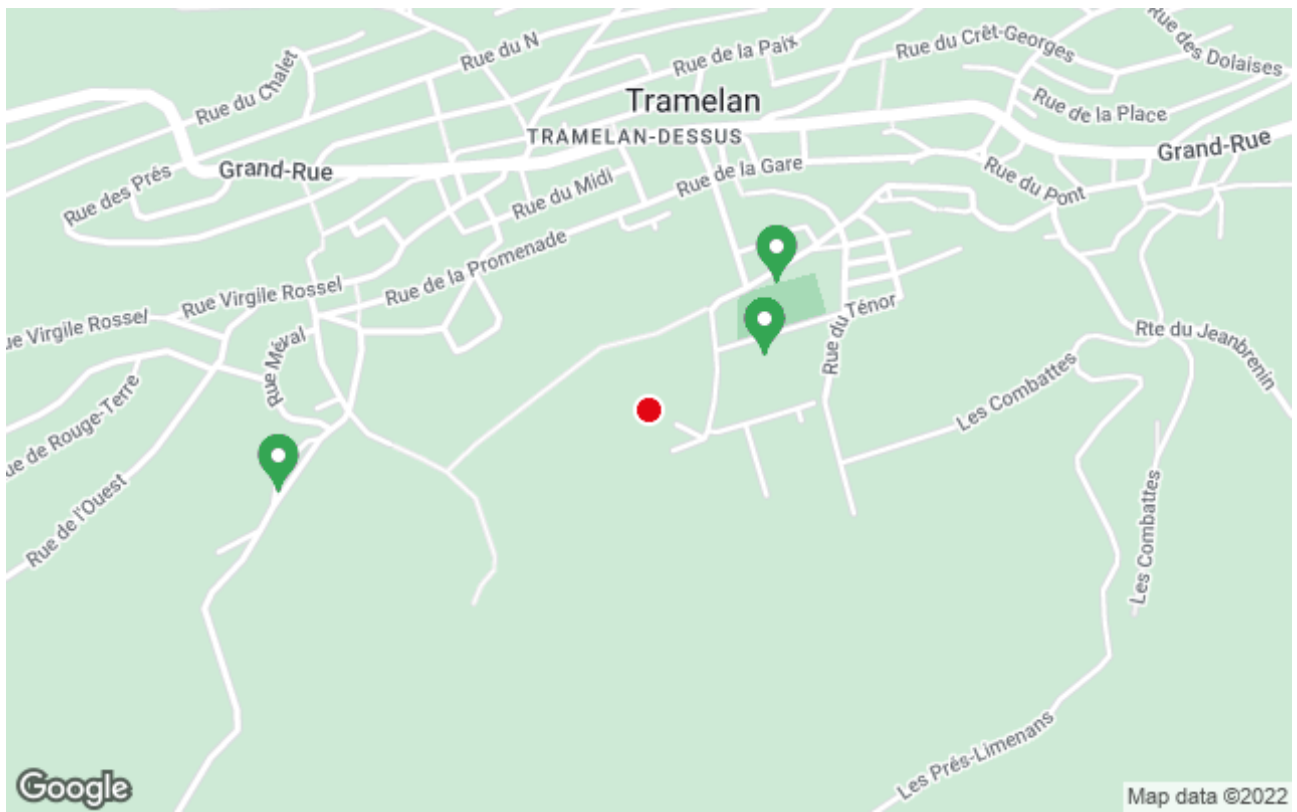 Rue du N
Rue de la Paix
Rue du Crêt-Georges
Rue des Dolaises
Rue du Chalet
Tramelan
Rue de la Place
TRAMELAN-DESSUS
Grand-Rue
Grand-Rue
Rue de la Gare
Rue du Pont
Rue des Prés
Rue du Midi
Rue de la Promenade
Rue Virgile Rossel
ue Virgile Rossel
Rue du Ténor
Rte du Jeanbrenin
Rue Méval
Les Combattes
ue de Rouge-Terre
Rue de l'Ouest
Les Combattes
Les Prés-Limenans
Google
Map data ©2022